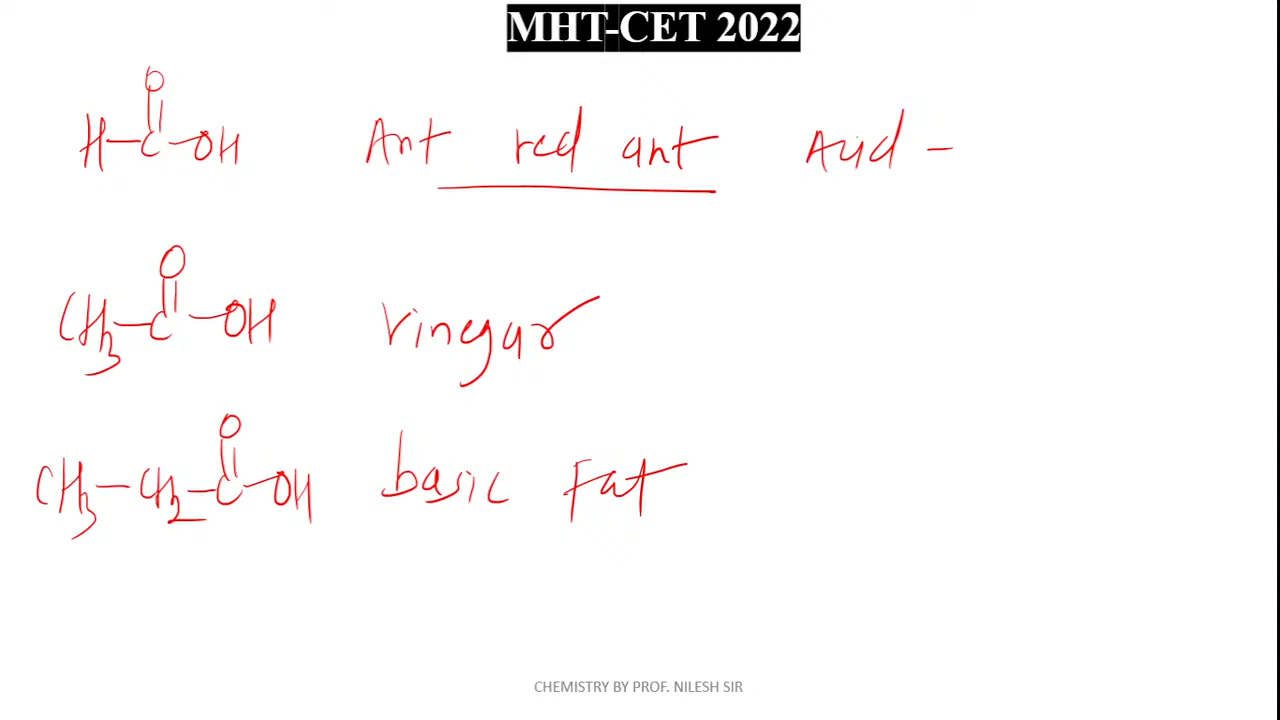 MHT-CET 2022
O
H-C-OH Ant red ant Acid -
O
CH3-C-OH Vinegar
O
CH3-CH2-C-OH basic Fat
CHEMISTRY BY PROF. NILESH SIR